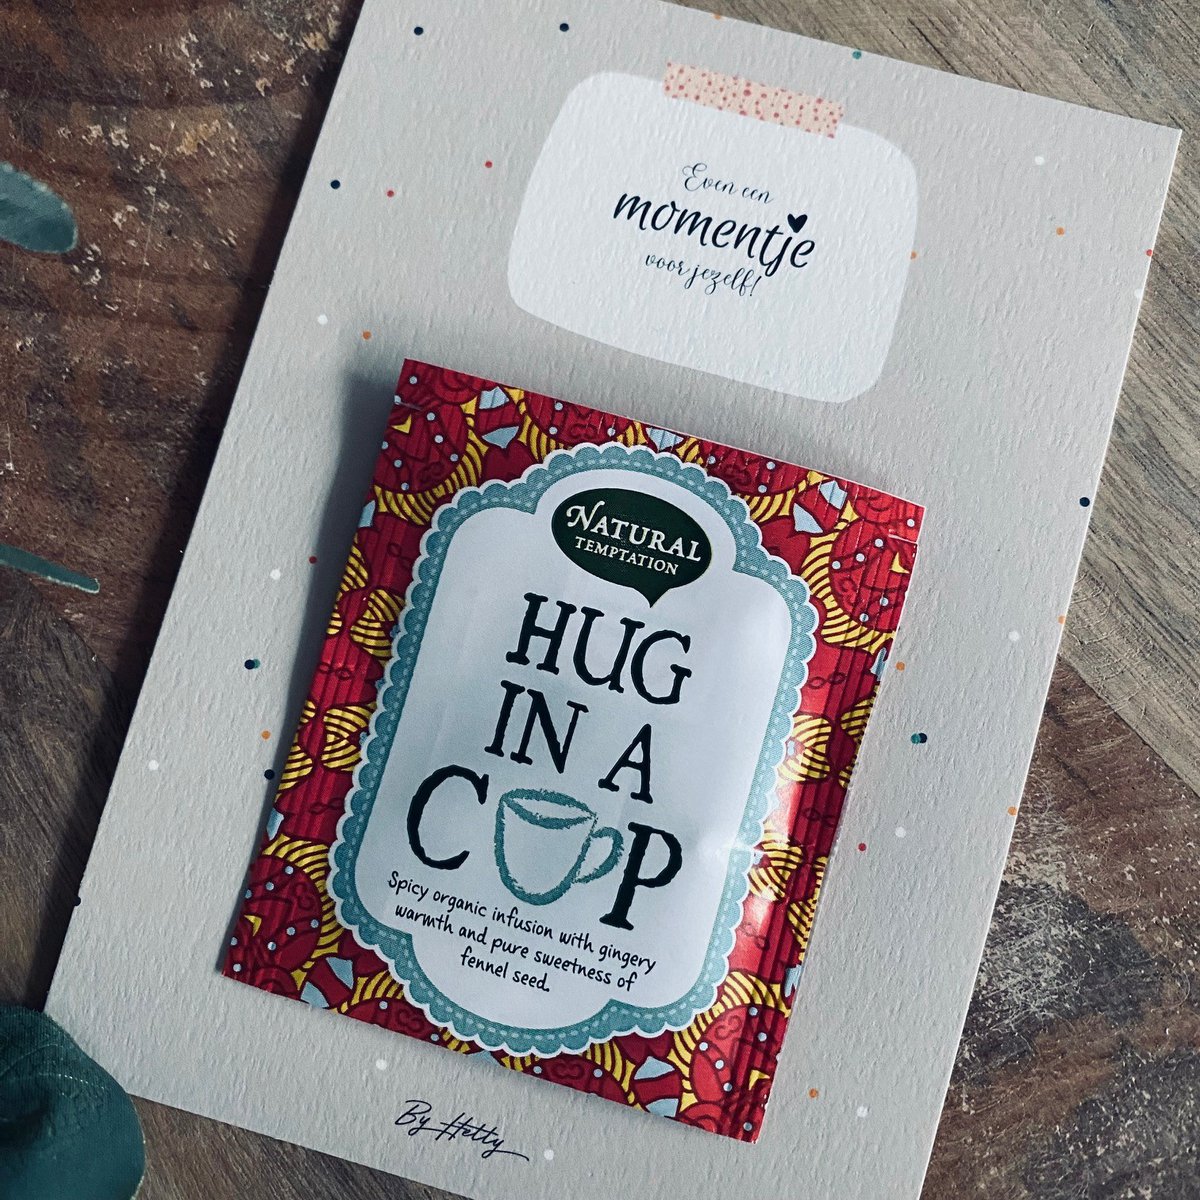 Even een
momentje
voor jezelf!
NATURAL
TEMPTATION
HUG
IN A
CUP
Spicy organic infusion with gingery
warmth and pure sweetness of
fennel seed.
By Hetty